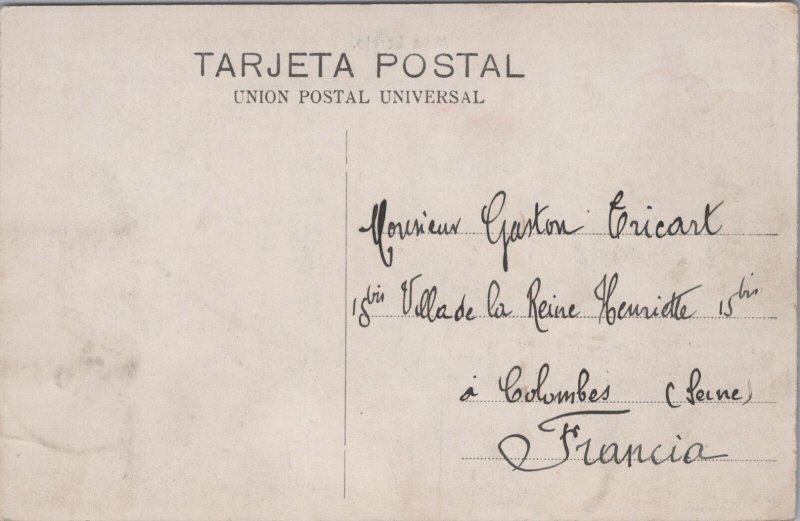 TARJETA POSTAL
UNION POSTAL UNIVERSAL
Monsieur Gaston Tricart
15bis Villa de la Reine Henriette 15bis
à Colombes (Seine)
Francia